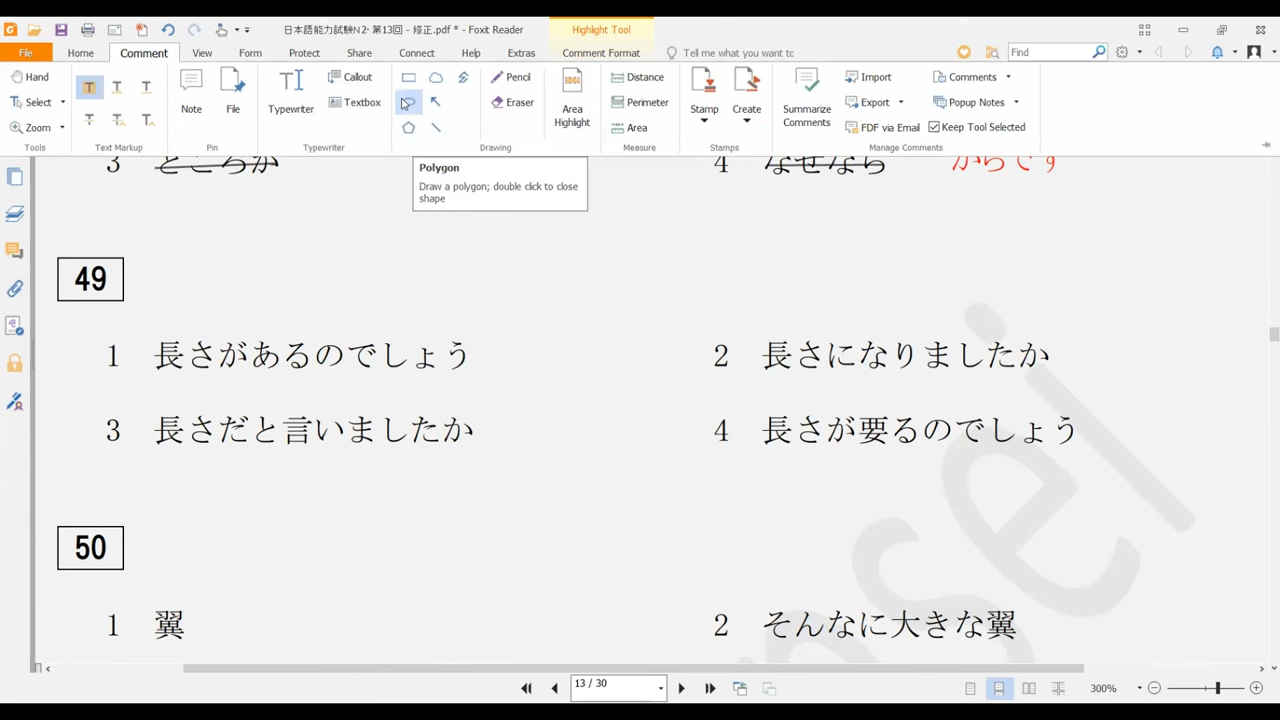 日本語能力試験N2- 第13回 - 修正.pdf * - Foxit Reader
Highlight Tool
Find
File
Home
Comment
View
Form
Protect
Share
Connect
Help
Extras
Comment Format
Tell me what you want tc
Hand
Select
Zoom
Tools
Text Markup
Note
File
Pin
Typewriter
Callout
Textbox
Typewriter
Pencil
Eraser
Drawing
Area
Highlight
Distance
Perimeter
Area
Measure
Stamp
Create
Stamps
Summarize
Comments
Import
Export
FDF via Email
Comments
Popup Notes
Keep Tool Selected
Manage Comments
Polygon
Draw a polygon; double click to close
shape
3 ところが
4 なぜなら からです
49
1 長さがあるのでしょう
2 長さになりましたか
3 長さだと言いましたか
4 長さが要るのでしょう
50
1 翼
2 そんなに大きな翼
13 / 30
300%